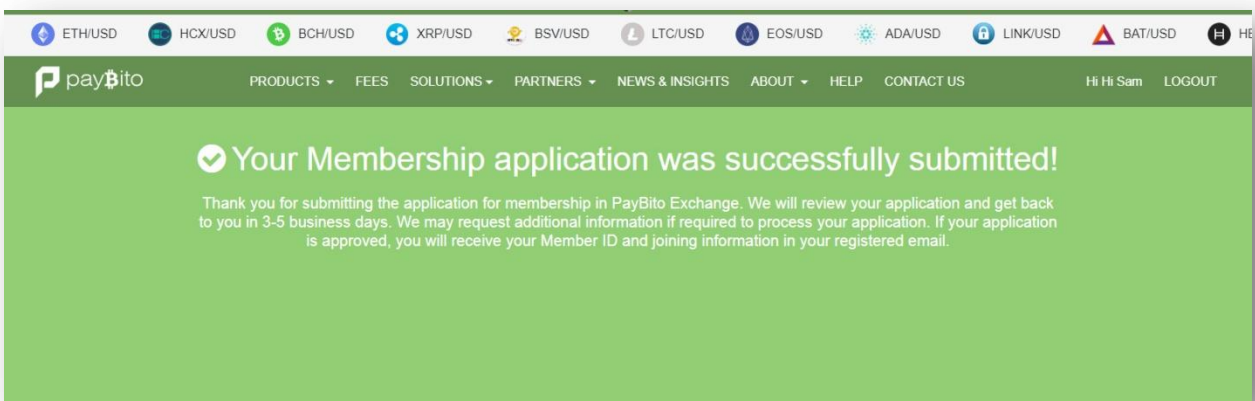 ETH/USD HCX/USD BCH/USD XRP/USD BSV/USD LTC/USD EOS/USD ADA/USD LINK/USD BAT/USD
payBito PRODUCTS FEES SOLUTIONS PARTNERS NEWS & INSIGHTS ABOUT HELP CONTACT US Hi Hi Sam LOGOUT
Your Membership application was successfully submitted!
Thank you for submitting the application for membership in PayBito Exchange. We will review your application and get back
to you in 3-5 business days. We may request additional information if required to process your application. If your application
is approved, you will receive your Member ID and joining information in your registered email.